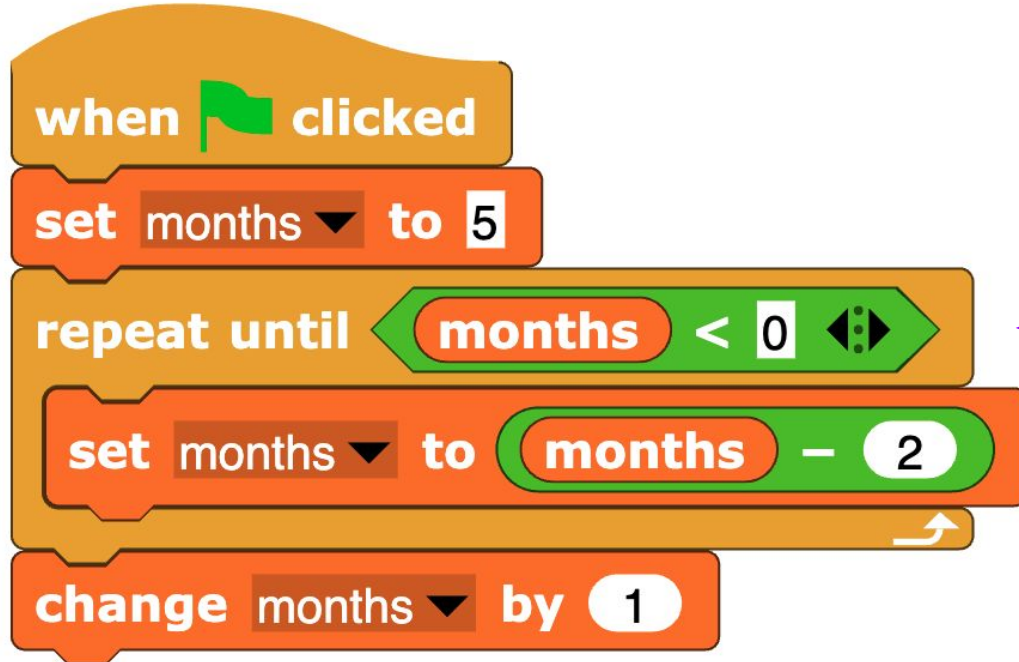 when clicked
set months to 5
repeat until months < 0
set months to months − 2
change months by 1